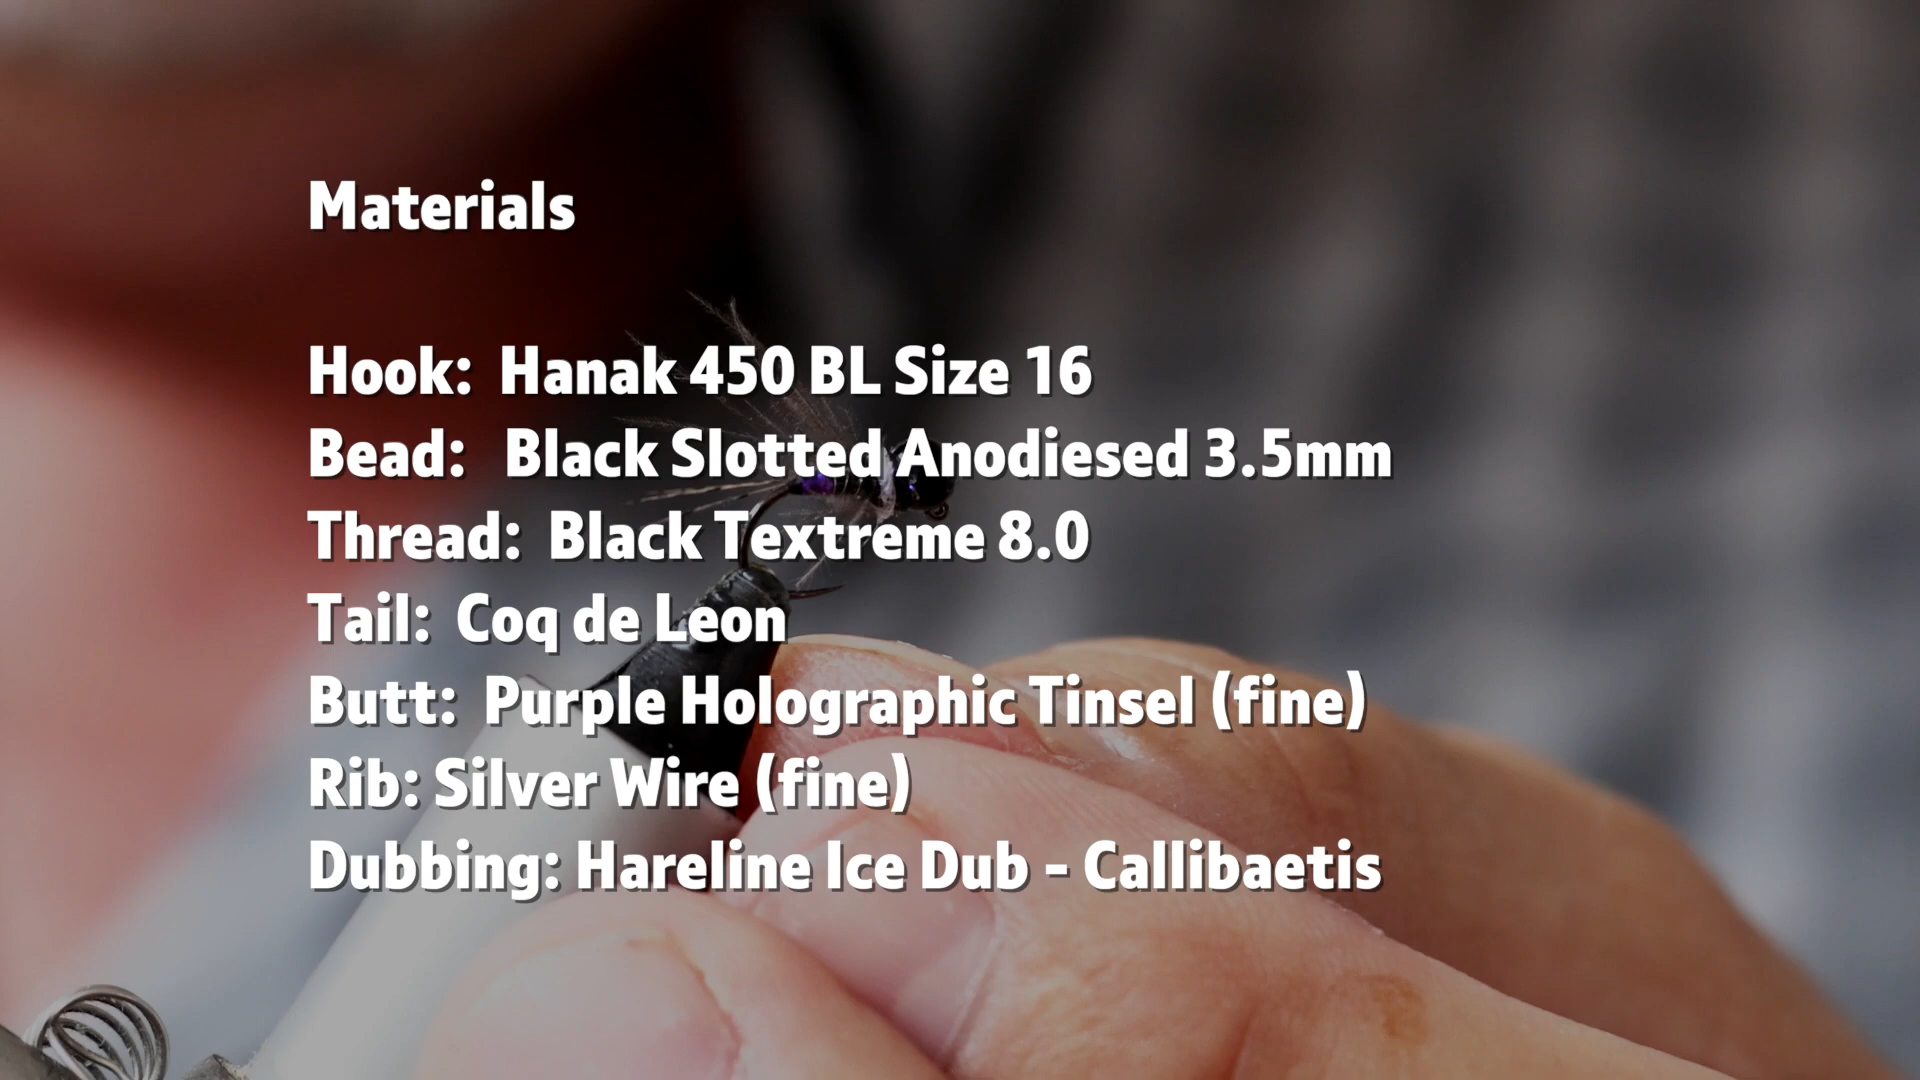 Materials
Hook: Hanak 450 BL Size 16
Bead: Black Slotted Anodiesed 3.5mm
Thread: Black Textreme 8.0
Tail: Coq de Leon
Butt: Purple Holographic Tinsel (fine)
Rib: Silver Wire (fine)
Dubbing: Hareline Ice Dub - Callibaetis